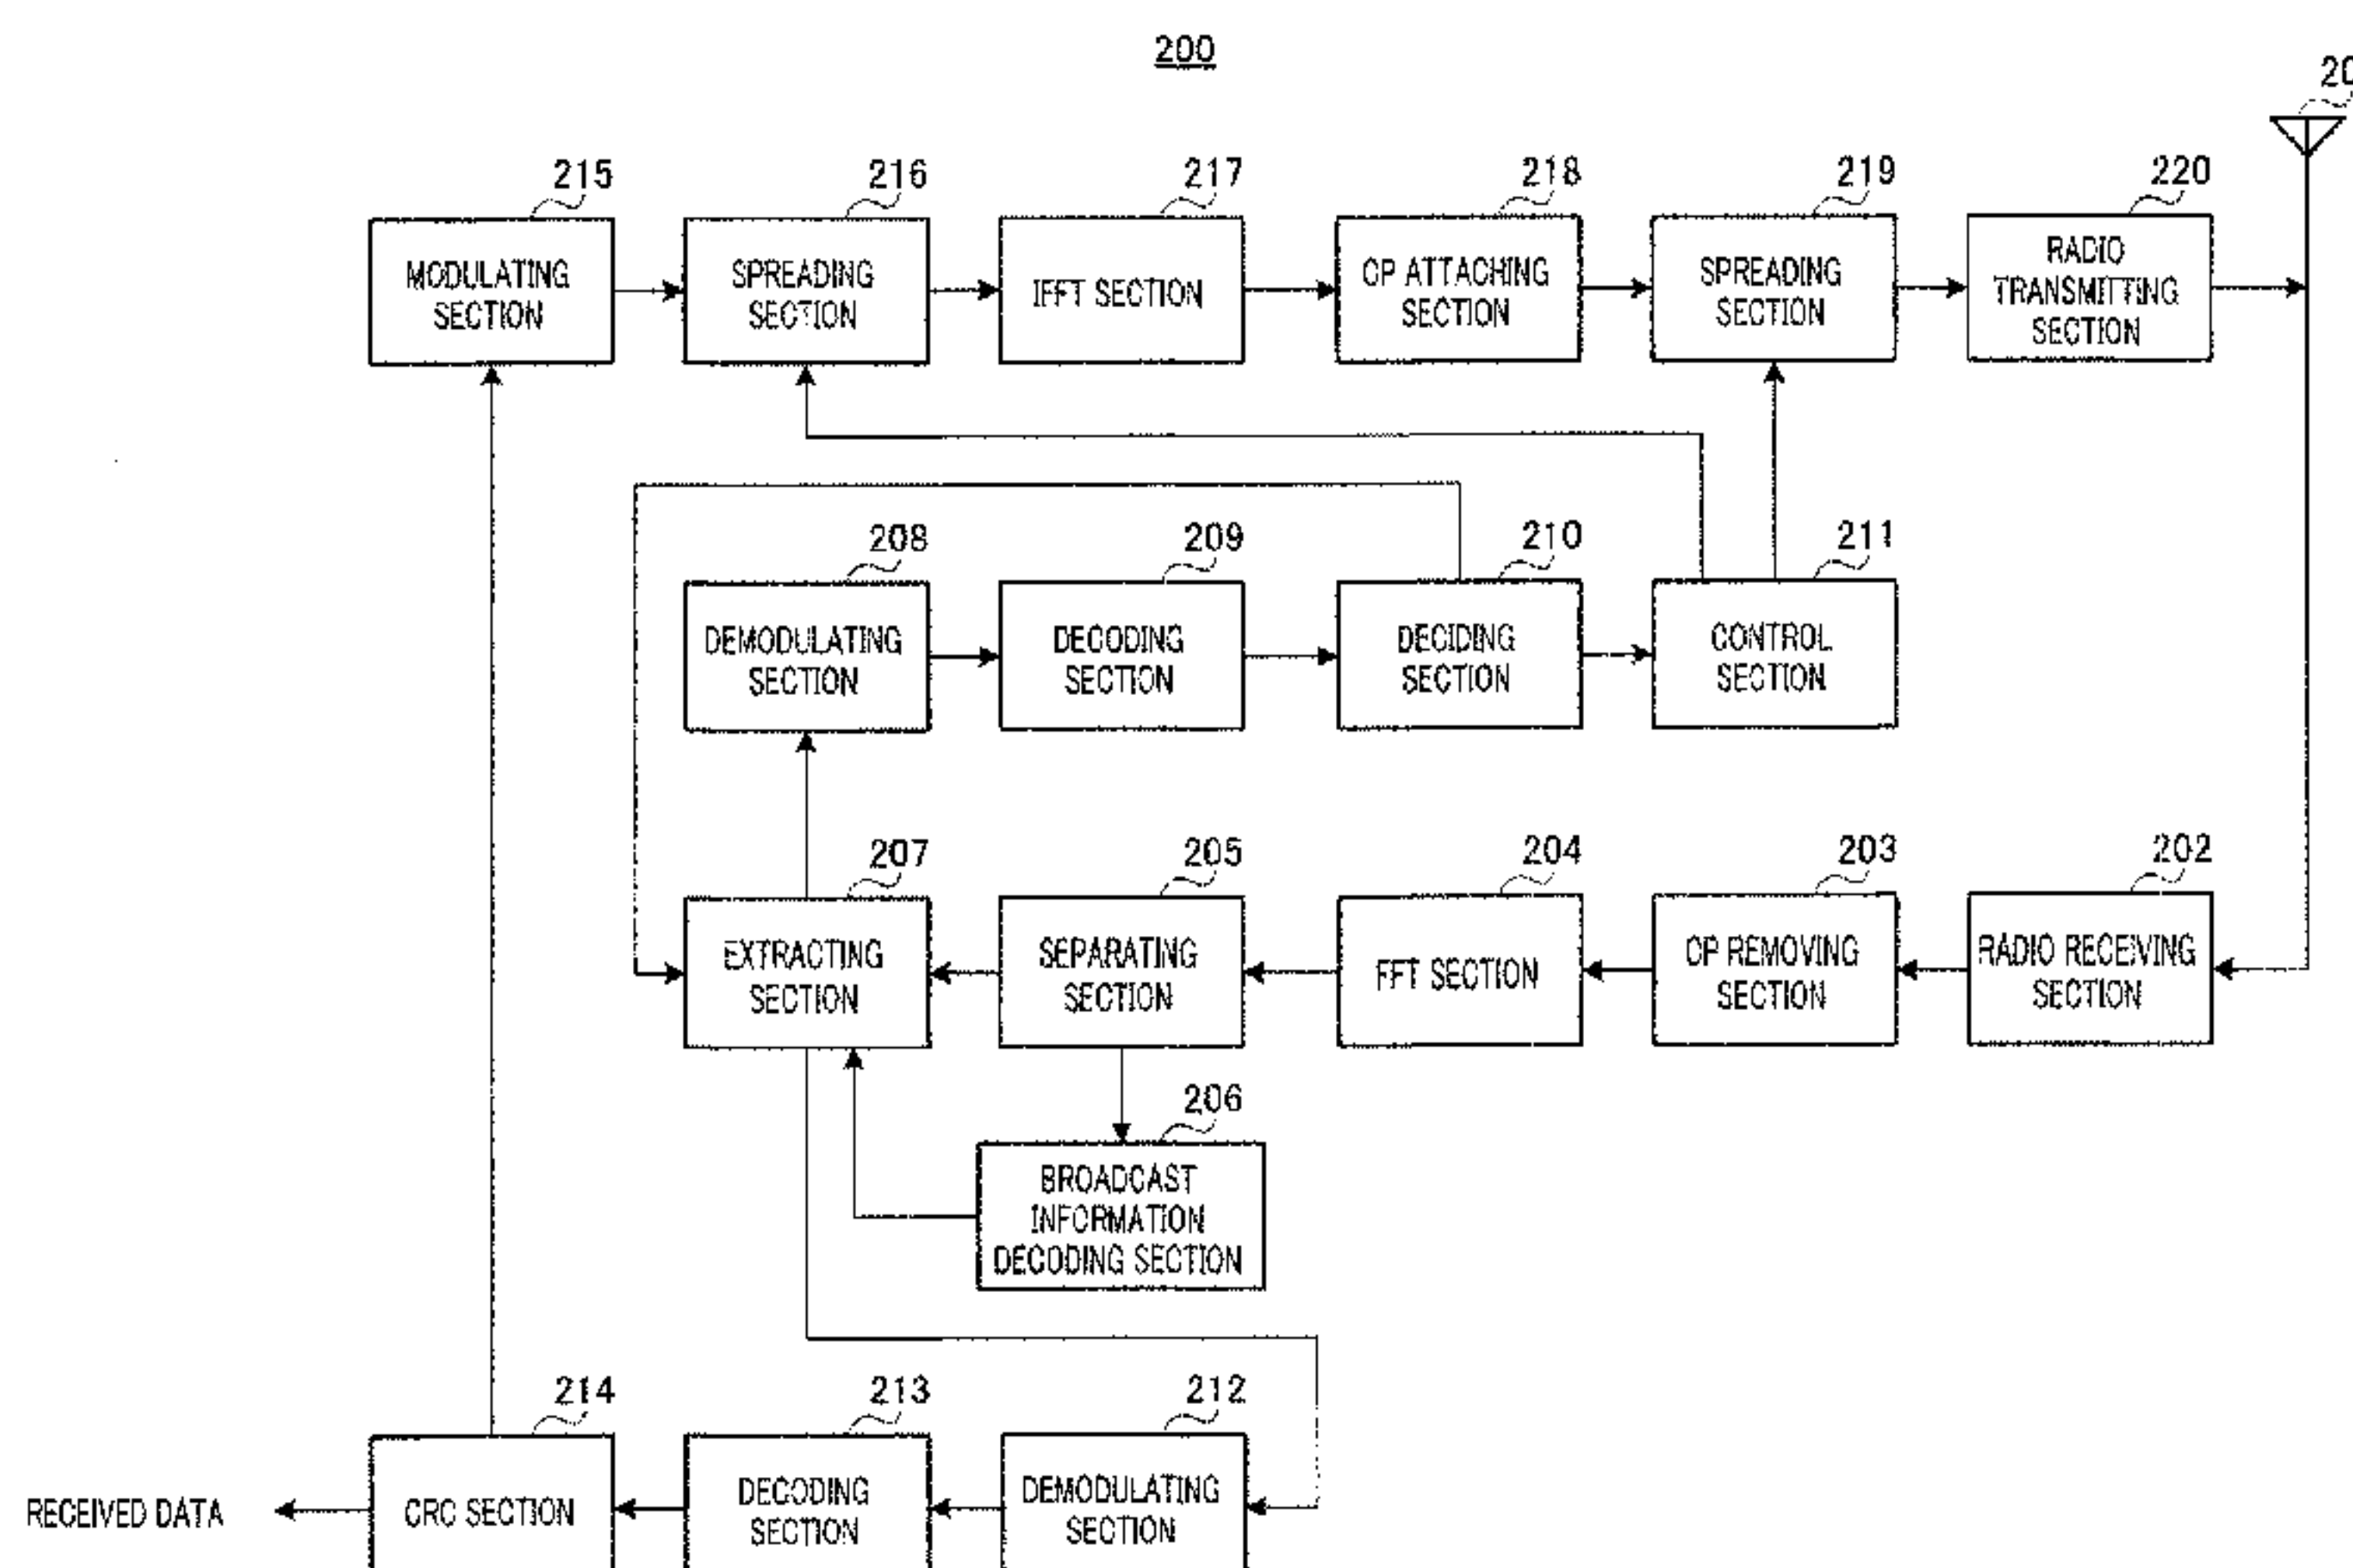 200
20
215
216
217
218
219
220
MODULATING
SECTION
SPREADING
SECTION
IFFT SECTION
CP ATTACHING
SECTION
SPREADING
SECTION
RADIO
TRANSMITTING
SECTION
208
209
210
211
DEMODULATING
SECTION
DECODING
SECTION
DECIDING
SECTION
CONTROL
SECTION
207
205
204
203
202
EXTRACTING
SECTION
SEPARATING
SECTION
FFT SECTION
CP REMOVING
SECTION
RADIO RECEIVING
SECTION
206
BROADCAST
INFORMATION
DECODING SECTION
214
213
212
RECEIVED DATA
CRC SECTION
DECODING
SECTION
DEMODULATING
SECTION